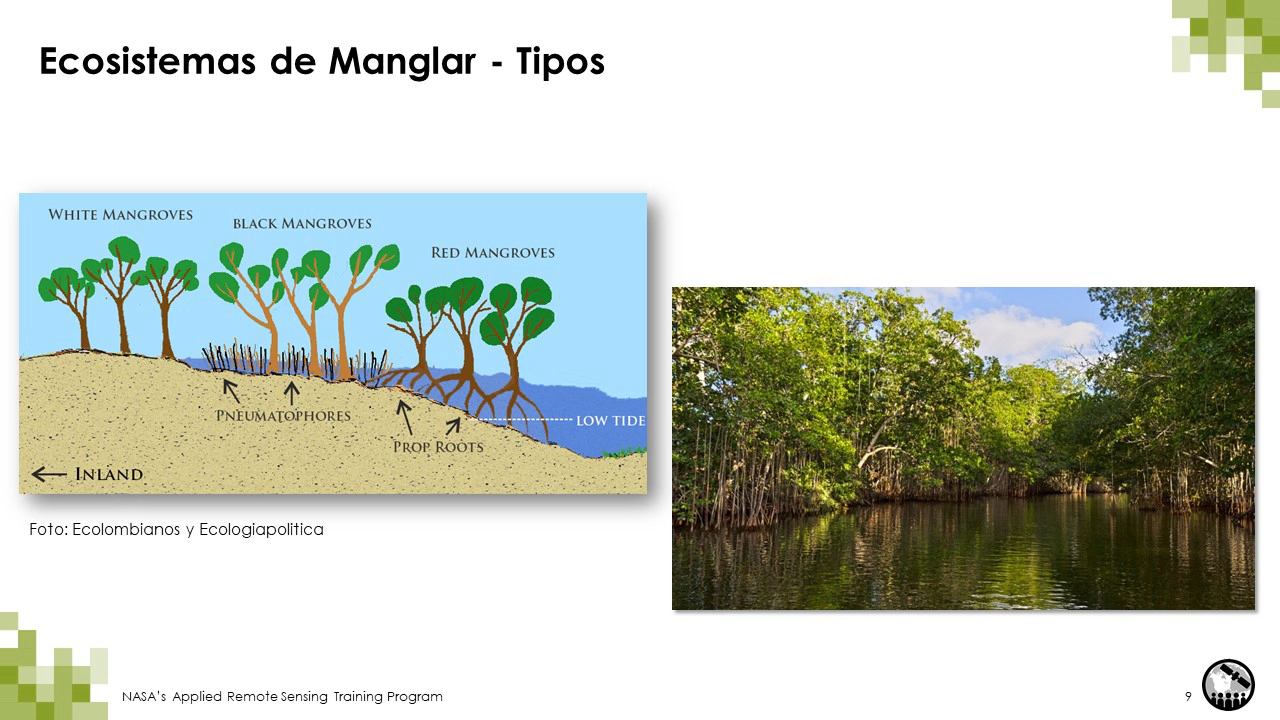 Ecosistemas de Manglar - Tipos
White Mangroves
Black Mangroves
Red Mangroves
Pneumatophores
Low Tide
Prop Roots
Inland
Foto: Ecolombianos y Ecologiapolitica
NASA's Applied Remote Sensing Training Program
9